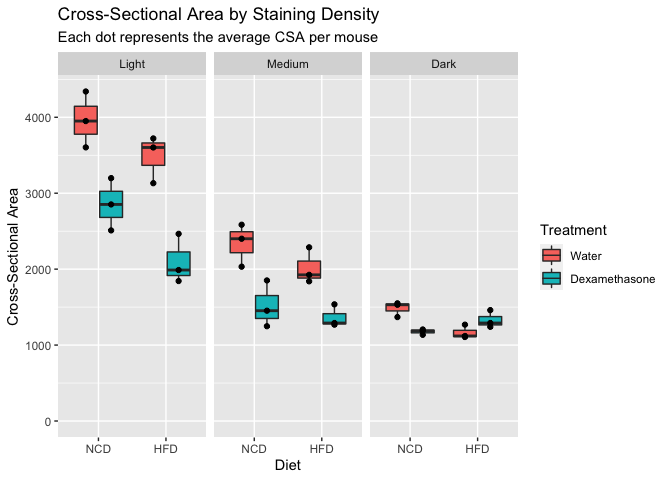 Cross-Sectional Area by Staining Density
Each dot represents the average CSA per mouse
Light Medium Dark
Cross-Sectional Area
4000
3000
2000
1000
0
NCD HFD NCD HFD NCD HFD
Diet
Treatment
Water
Dexamethasone